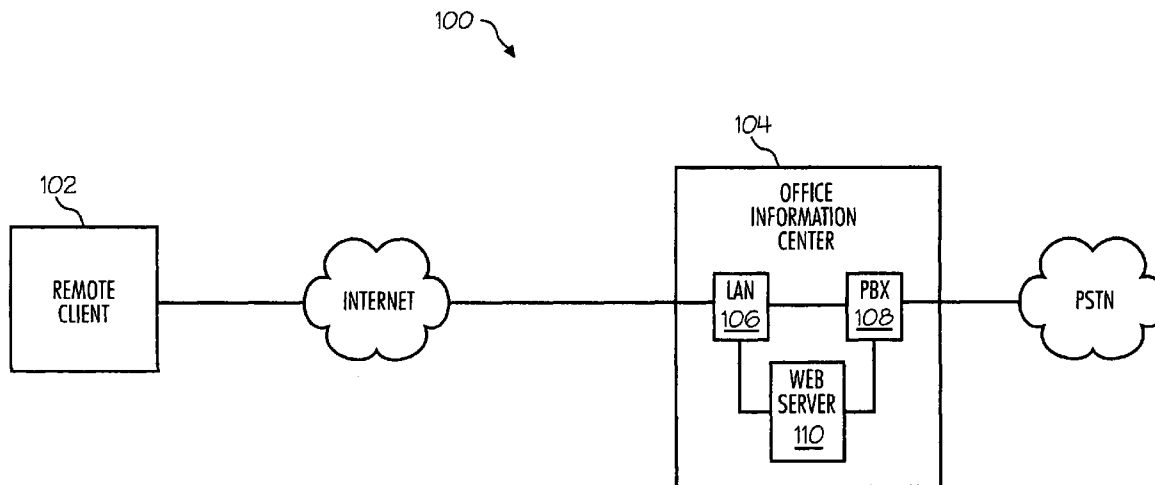 100
104
102
OFFICE
INFORMATION
CENTER
REMOTE
CLIENT
INTERNET
LAN
106
PBX
108
PSTN
WEB
SERVER
110